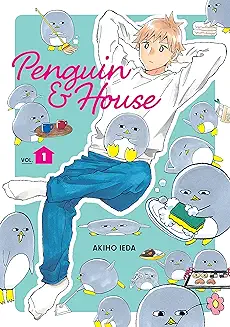 Penguin
& House
VOL. 1
AKIHO IEDA